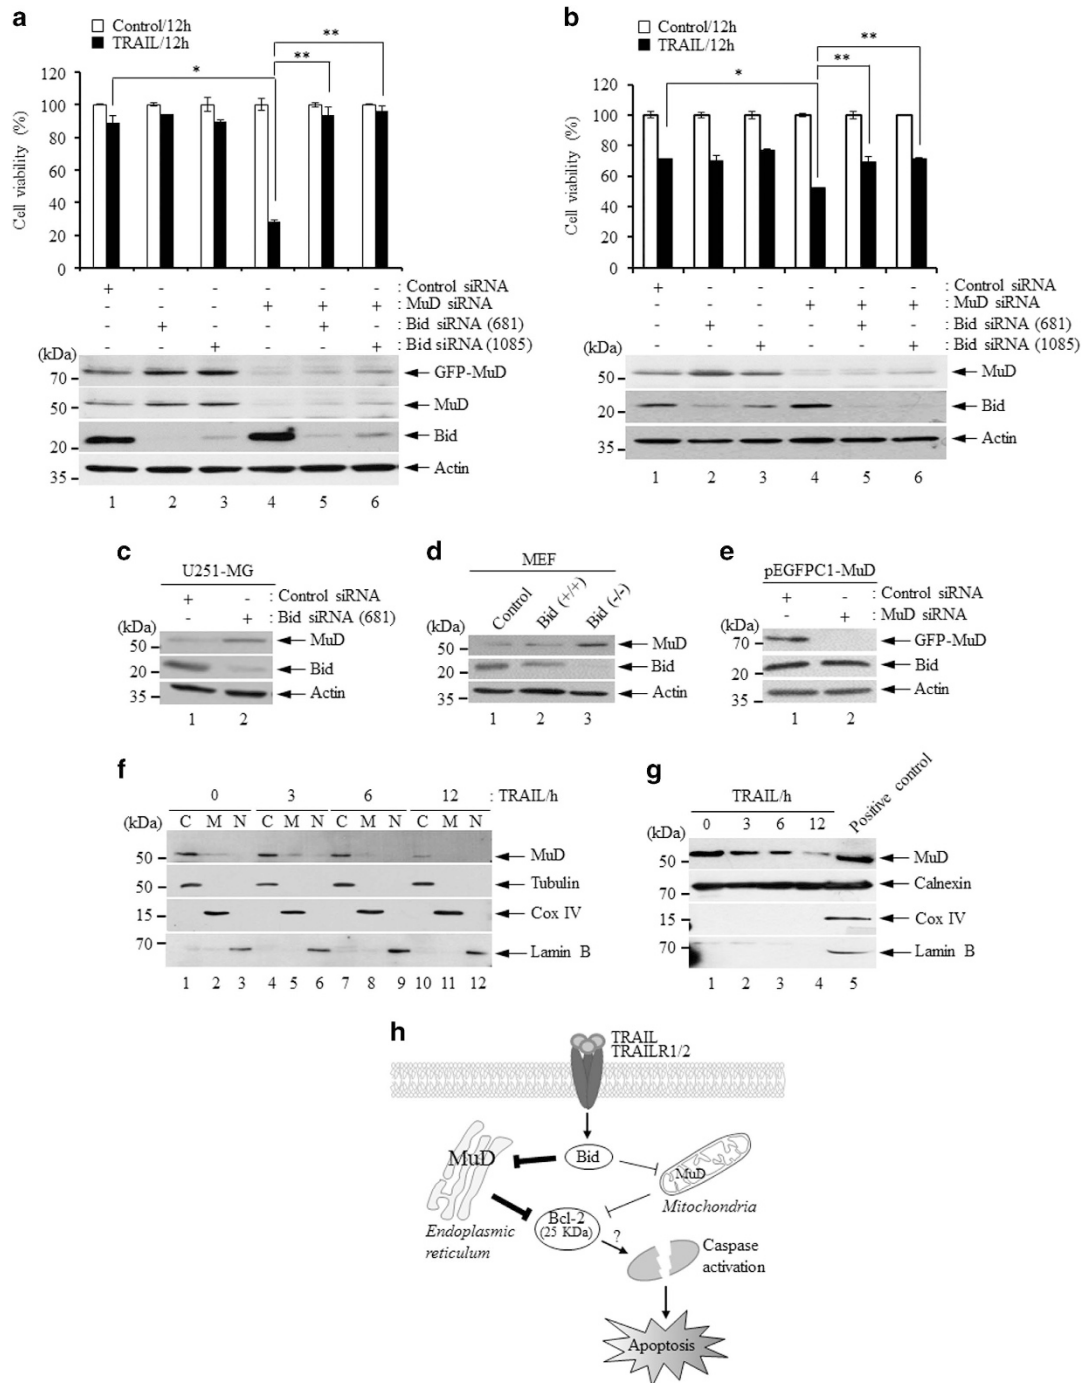 a
Control/12h
TRAIL/12h
**
**
*
120
100
80
60
40
20
0
Cell viability (%)
+ - - - - - : Control siRNA
- - - + + + : MuD siRNA
- + - - + - : Bid siRNA (681)
- - + - - + : Bid siRNA (1085)
(kDa)
70 GFP-MuD
50 MuD
20 Bid
35 Actin
1 2 3 4 5 6
b
Control/12h
TRAIL/12h
**
**
*
120
100
80
60
40
20
0
Cell viability (%)
+ - - - - - : Control siRNA
- - - + + + : MuD siRNA
- + - - + - : Bid siRNA (681)
- - + - - + : Bid siRNA (1085)
(kDa)
50 MuD
20 Bid
35 Actin
1 2 3 4 5 6
c
U251-MG
+ - : Control siRNA
- + : Bid siRNA (681)
(kDa)
50 MuD
20 Bid
35 Actin
1 2
d
MEF
Control Bid (+/+) Bid (-/-)
(kDa)
50 MuD
20 Bid
35 Actin
1 2 3
e
pEGFPC1-MuD
+ - : Control siRNA
- + : MuD siRNA
(kDa)
70 GFP-MuD
20 Bid
35 Actin
1 2
f
0 3 6 12 : TRAIL/h
(kDa) C M N C M N C M N C M N
50 MuD
50 Tubulin
15 Cox IV
70 Lamin B
1 2 3 4 5 6 7 8 9 10 11 12
g
TRAIL/h
Positive control
(kDa) 0 3 6 12
50 MuD
70 Calnexin
15 Cox IV
70 Lamin B
1 2 3 4 5
h
TRAIL
TRAILR1/2
MuD
Bid
MuD
Mitochondria
Endoplasmic
reticulum
Bcl-2
(25 KDa)
?
Caspase
activation
Apoptosis